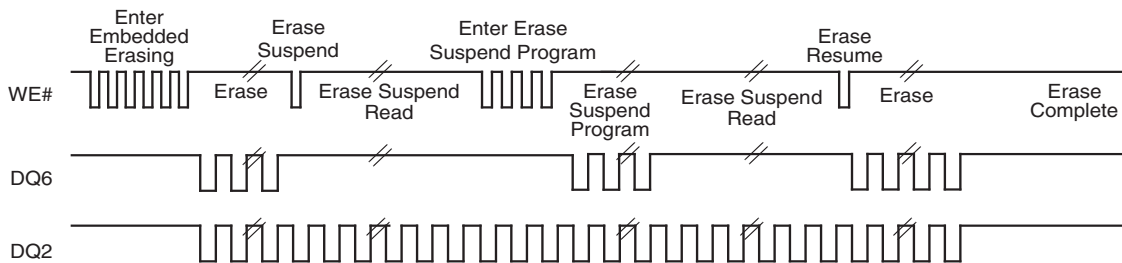 Enter
Embedded
Erasing
Erase
Suspend
Enter Erase
Suspend Program
Erase
Resume
WE#
Erase
Erase Suspend
Read
Erase
Suspend
Program
Erase Suspend
Read
Erase
Erase
Complete
DQ6
DQ2